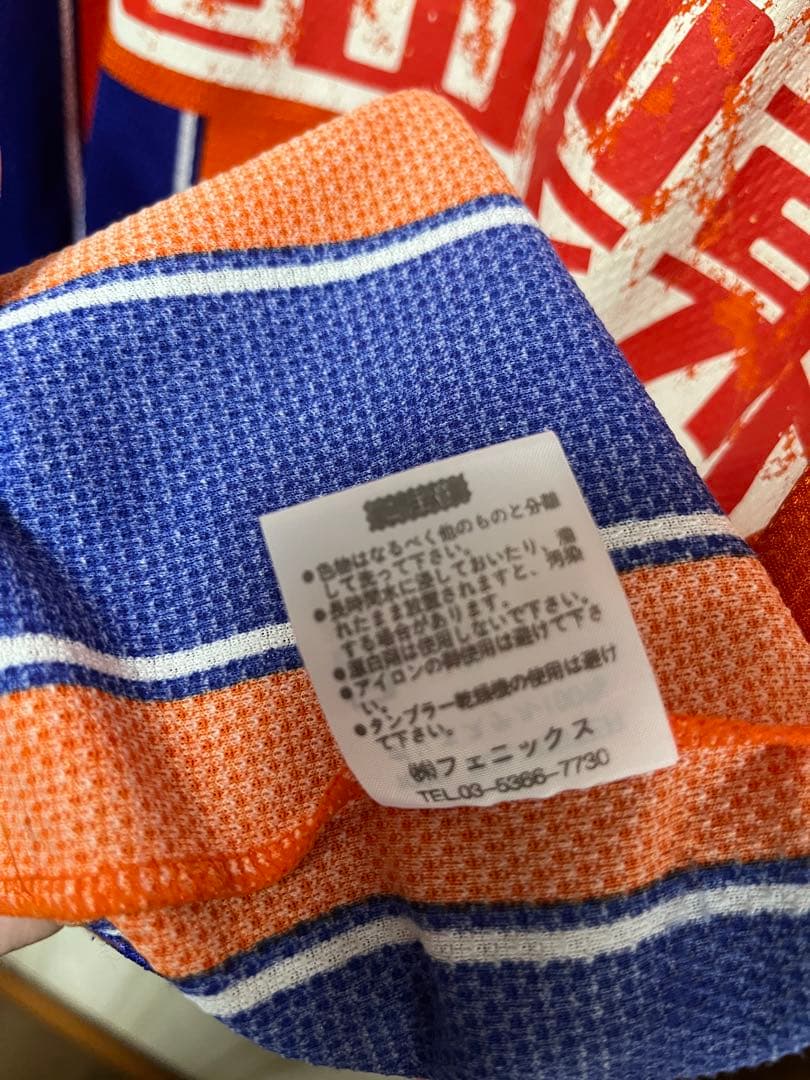 ●色物はなるべく他のものと分離
して洗って下さい。
●長時間水に浸しておいたり、濡
れたまま放置されますと、汚染
する場合があります。
●蛋白剤は使用しないで下さい。
●アイロンの御使用は避けて下さ
い。
●タンブラー乾燥機の使用は避け
て下さい。
㈱フェニックス
TEL.03-5366-7730